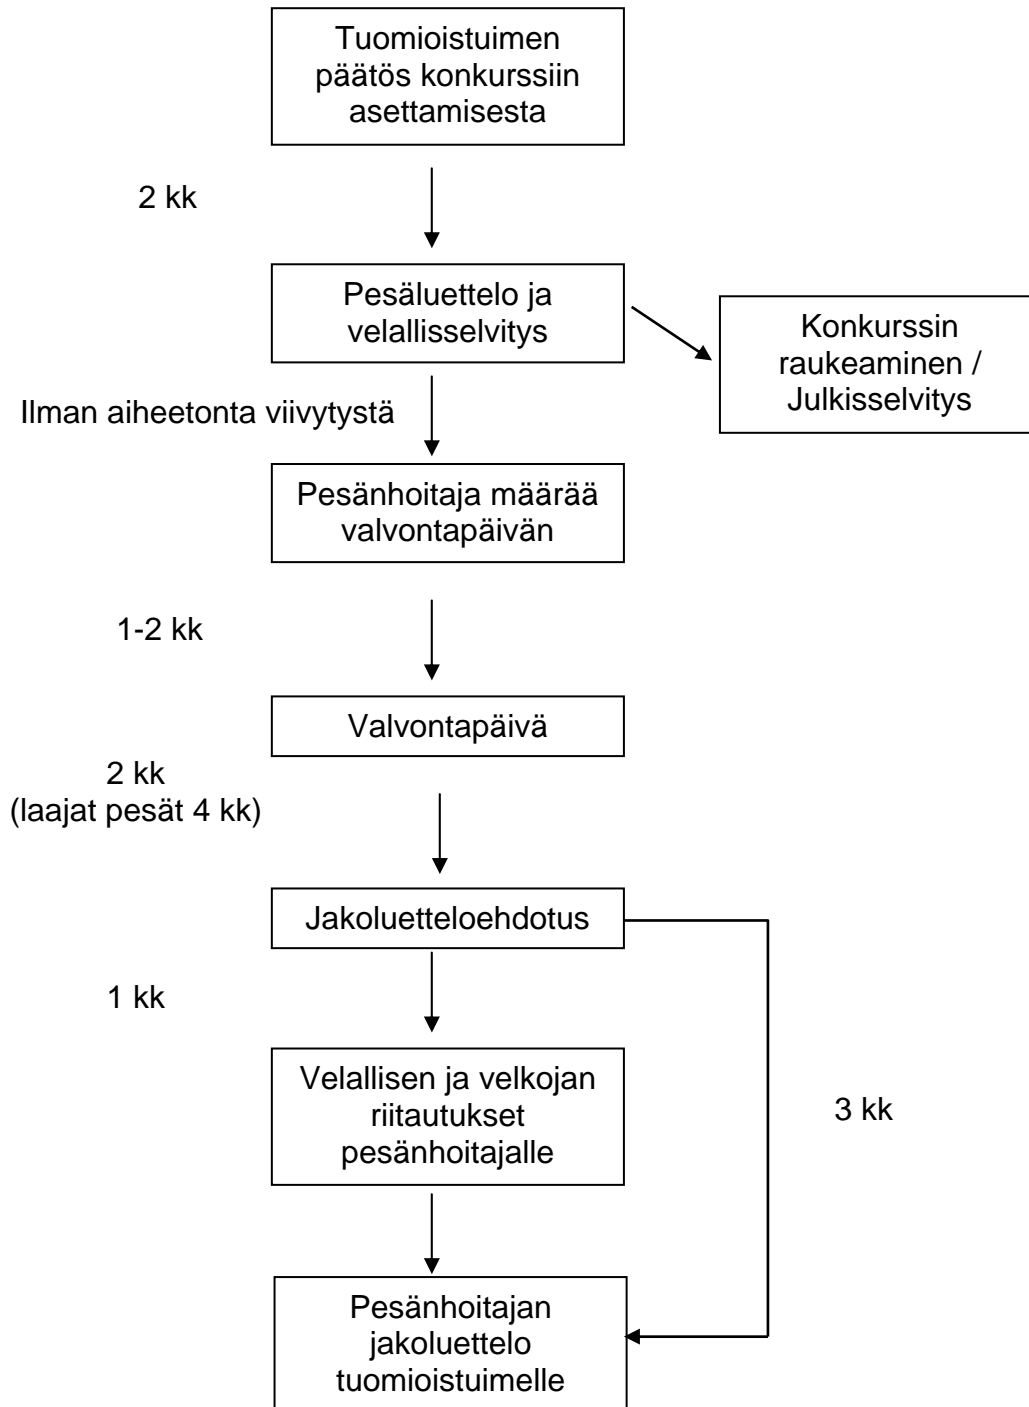 Tuomioistuimen
päätös konkurssiin
asettamisesta
2 kk
Pesäluettelo ja
velallisselvitys
Konkurssin
raukeaminen /
Julkisselvitys
Ilman aiheetonta viivytystä
Pesänhoitaja määrää
valvontapäivän
1-2 kk
Valvontapäivä
2 kk
(laajat pesät 4 kk)
Jakoluetteloehdotus
1 kk
Velallisen ja velkojan
riitautukset
pesänhoitajalle
3 kk
Pesänhoitajan
jakoluettelo
tuomioistuimelle